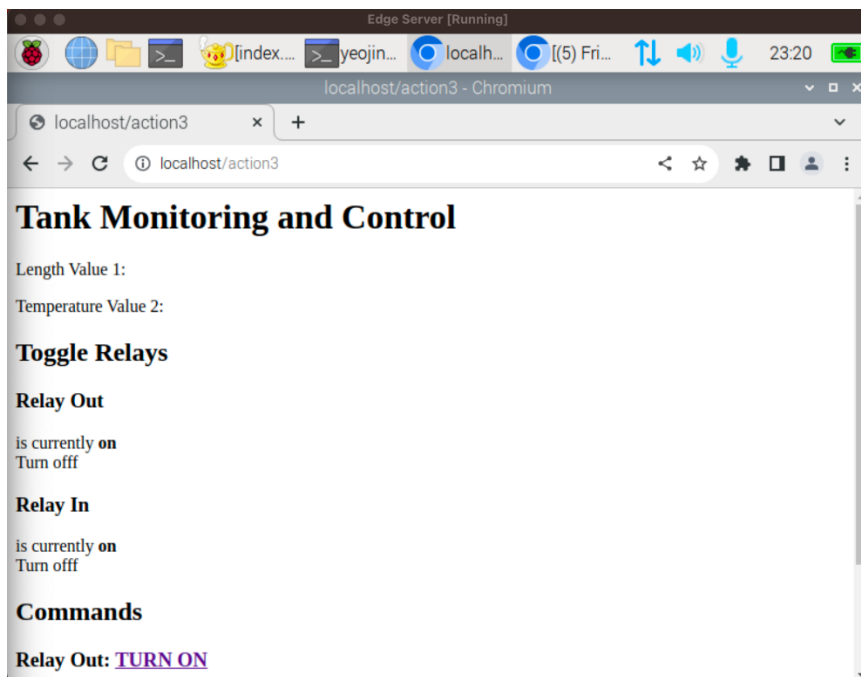 Edge Server [Running]
[index.... yeojin... localh... [(5) Fri... 23:20
localhost/action3 - Chromium
localhost/action3
localhost/action3
Tank Monitoring and Control
Length Value 1:
Temperature Value 2:
Toggle Relays
Relay Out
is currently on
Turn offf
Relay In
is currently on
Turn offf
Commands
Relay Out: TURN ON